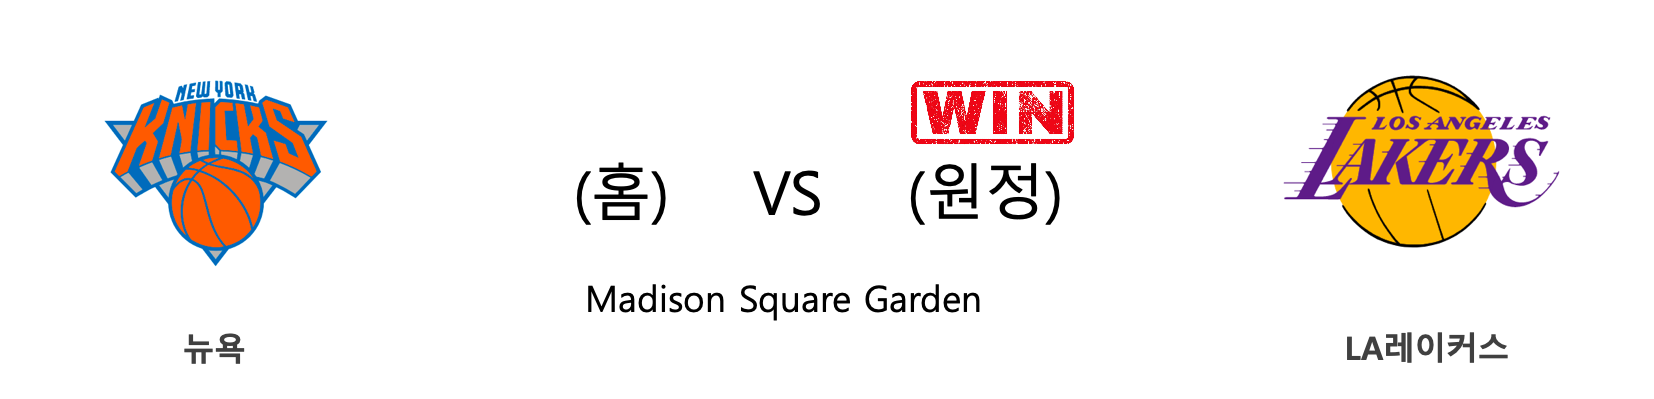 NEW YORK
KNICKS
WIN
LOS ANGELES
LAKERS
(홈) VS (원정)
Madison Square Garden
뉴욕
LA레이커스